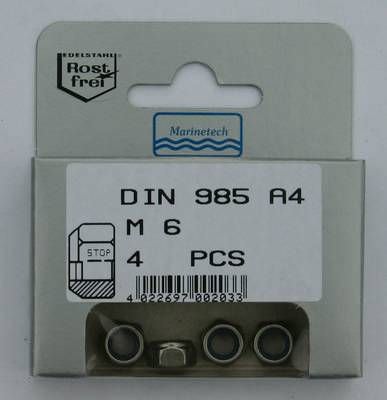 EDELSTAHL
Rost
frei
Marinetech
DIN 985 A4
M 6
STOP
4 PCS
4 022697 002033